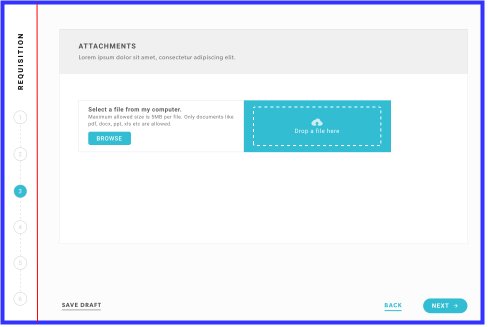 REQUISITION
1
2
3
4
5
6
ATTACHMENTS
Lorem ipsum dolor sit amet, consectetur adipiscing elit.
Select a file from my computer.
Maximum allowed size is 5MB per file. Only documents like
pdf, docx, ppt, xls etc are allowed.
BROWSE
Drop a file here
SAVE DRAFT
BACK
NEXT →